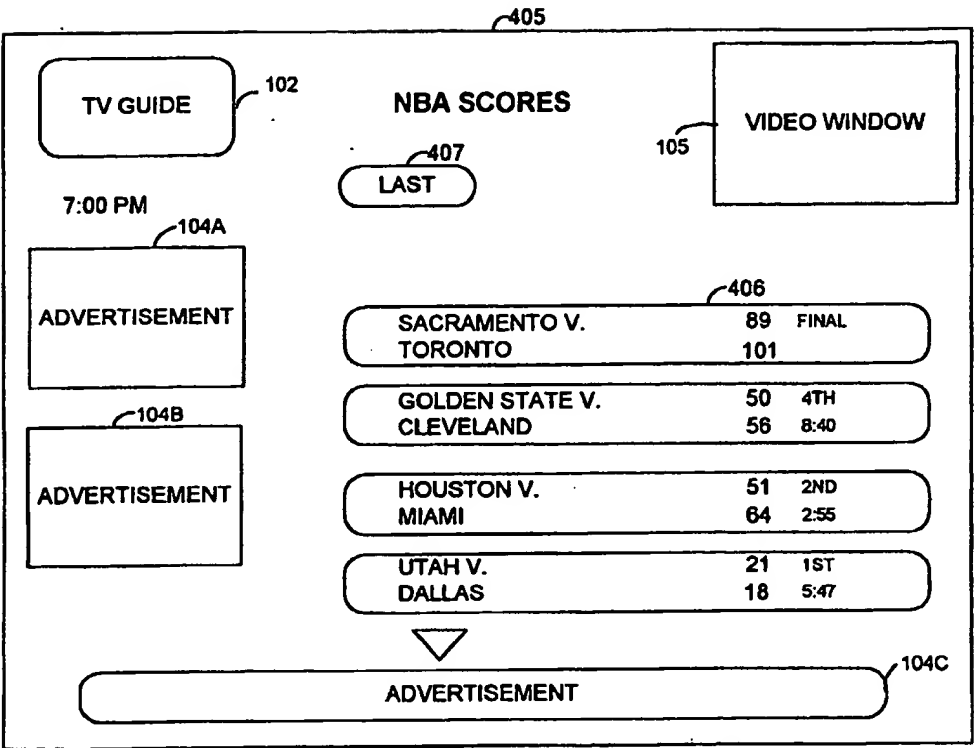 405
TV GUIDE
102
NBA SCORES
VIDEO WINDOW
105
407
LAST
7:00 PM
104A
ADVERTISEMENT
104B
ADVERTISEMENT
406
SACRAMENTO V. 89 FINAL
TORONTO 101
GOLDEN STATE V. 50 4TH
CLEVELAND 56 8:40
HOUSTON V. 51 2ND
MIAMI 64 2:55
UTAH V. 21 1ST
DALLAS 18 5:47
104C
ADVERTISEMENT